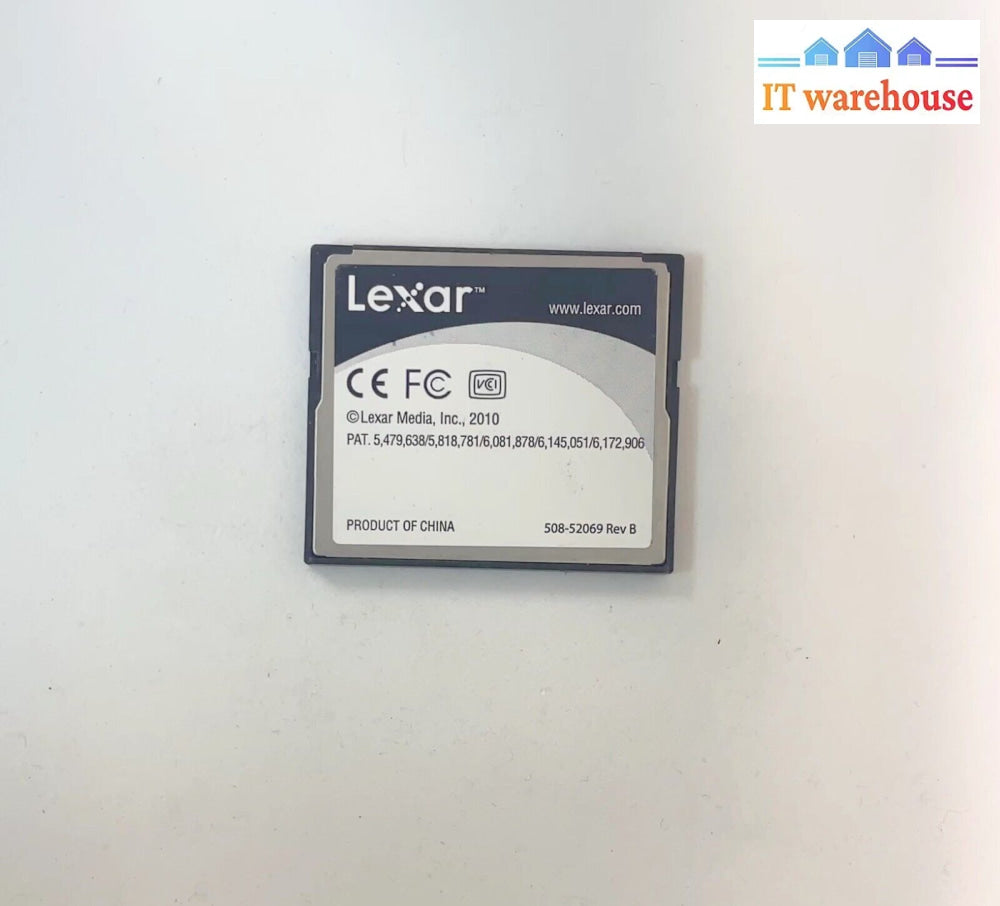 IT warehouse
Lexar™
www.lexar.com
CE FC VCCI
©Lexar Media, Inc., 2010
PAT. 5,479,638/5,818,781/6,081,878/6,145,051/6,172,906
PRODUCT OF CHINA
508-52069 Rev B